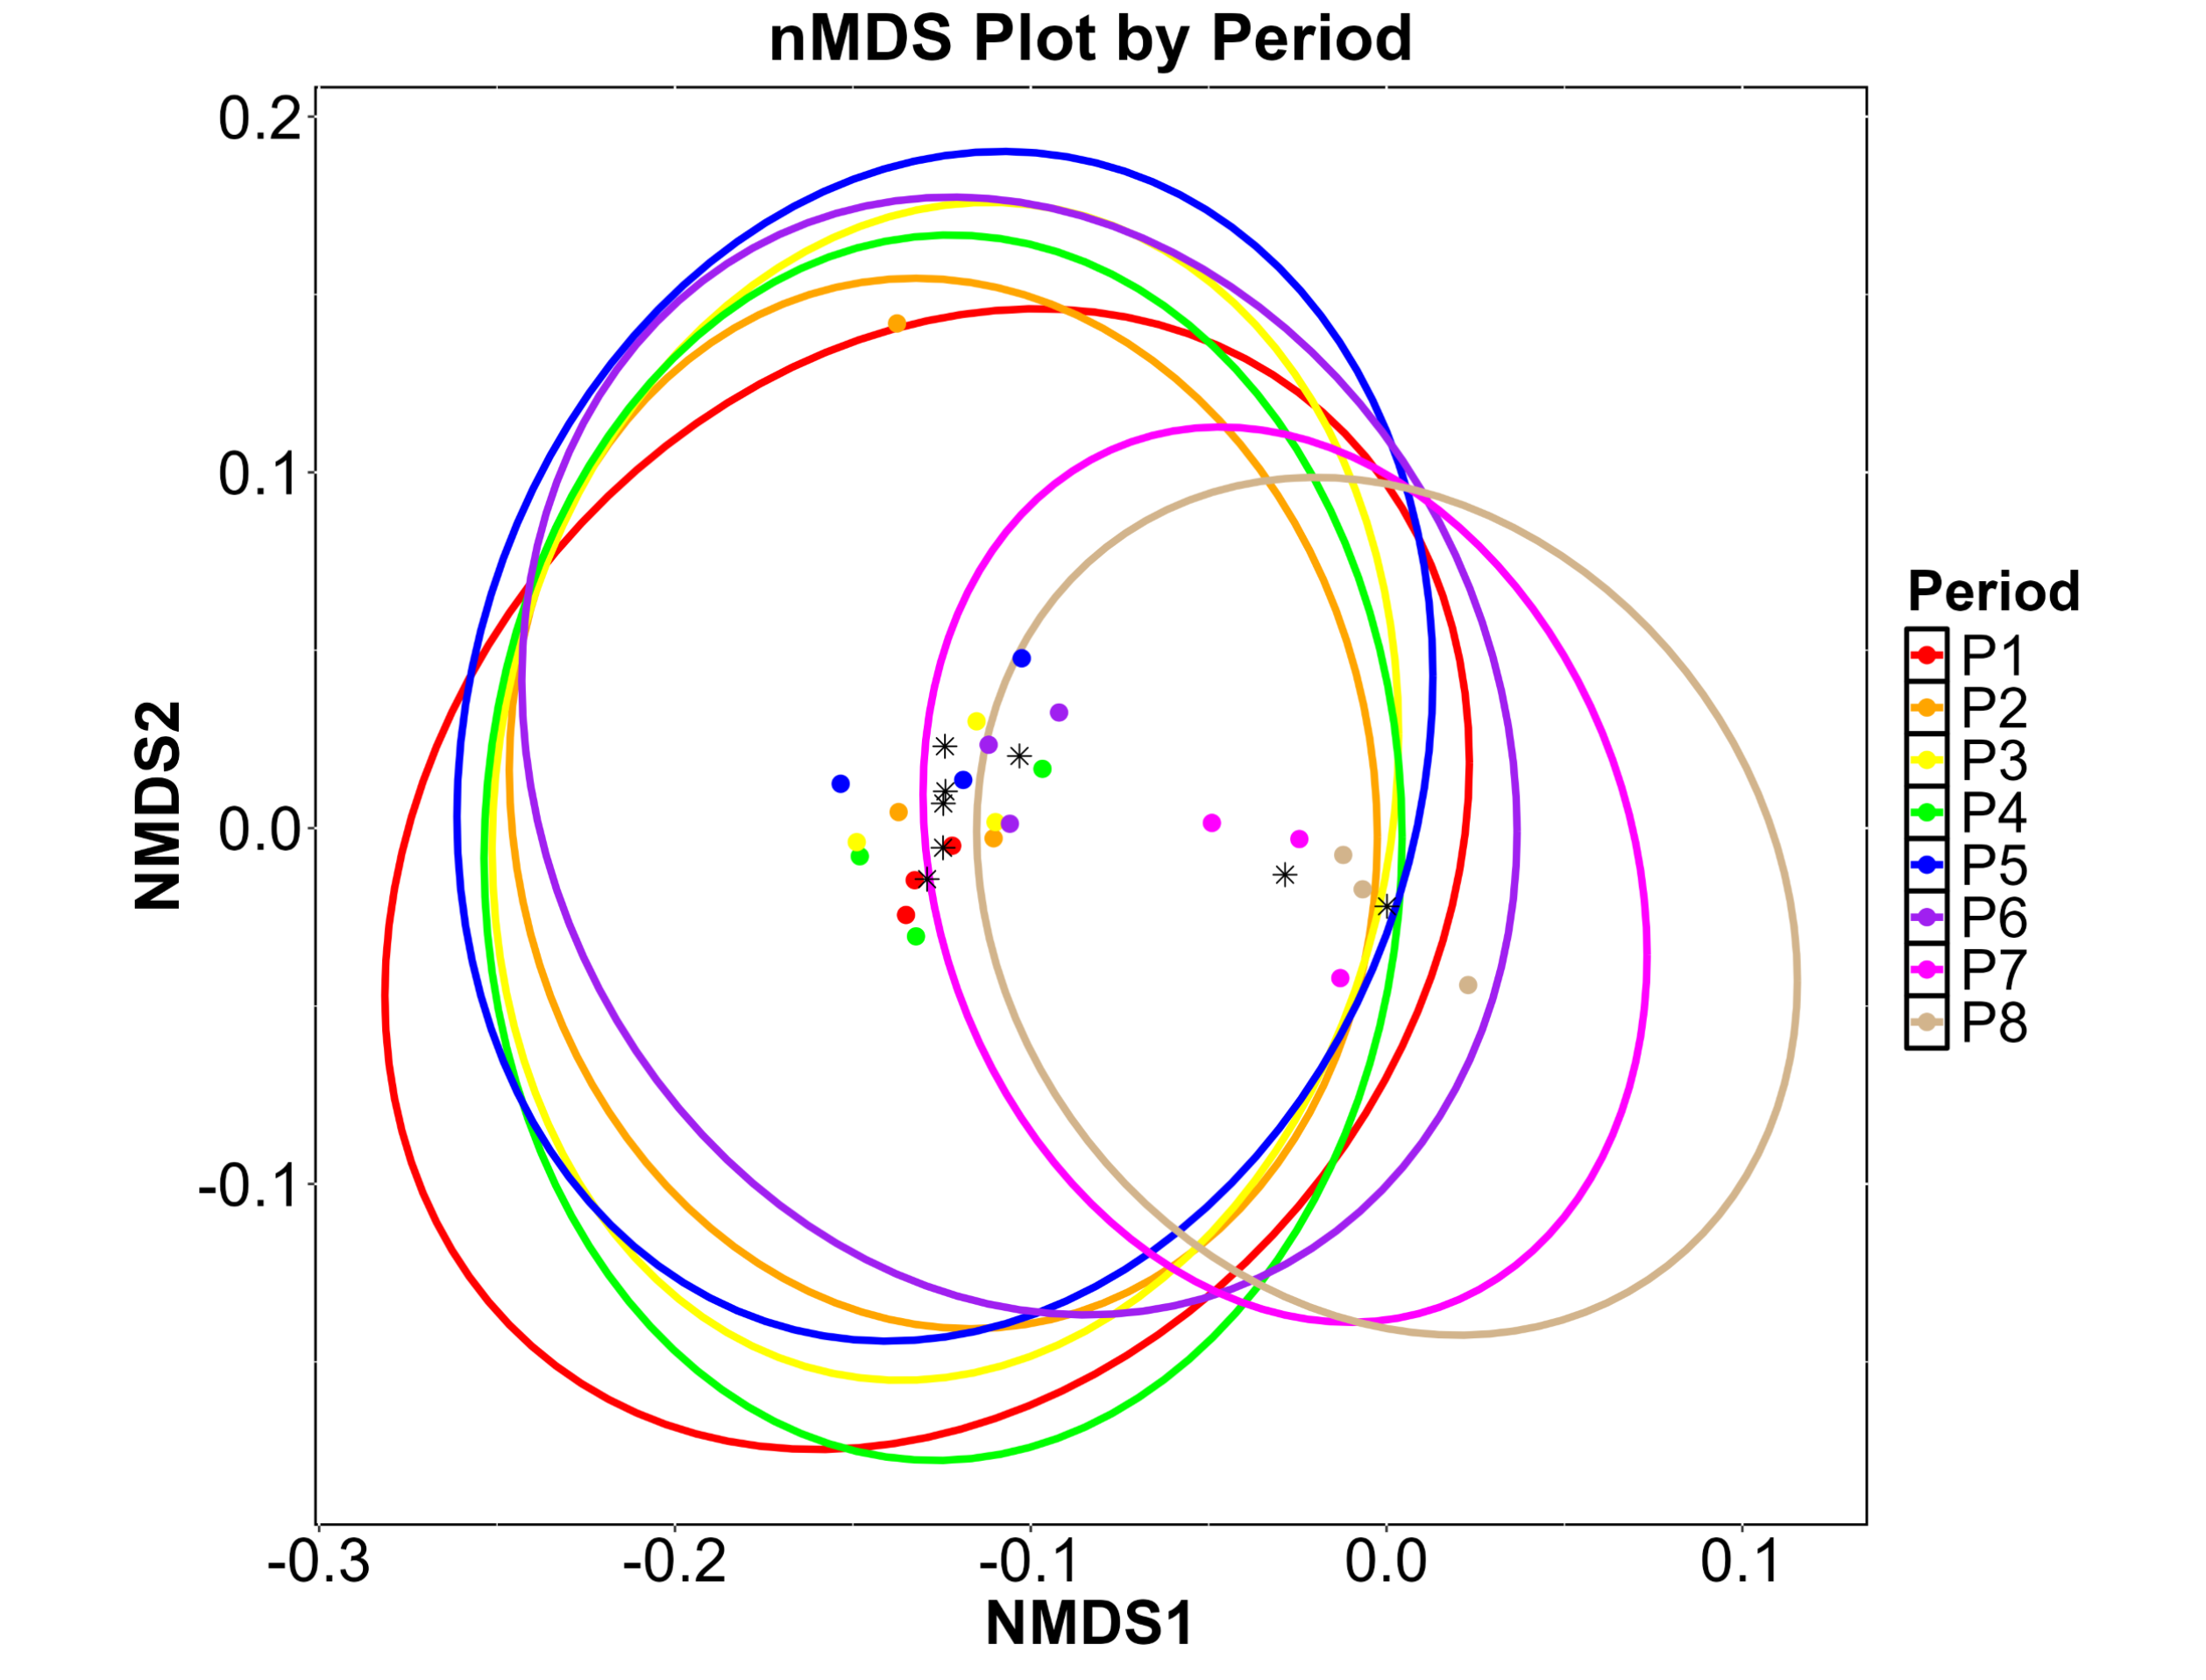 nMDS Plot by Period
0.2
0.1
0.0
-0.1
-0.3 -0.2 -0.1 0.0 0.1
NMDS1
NMDS2
Period
P1
P2
P3
P4
P5
P6
P7
P8